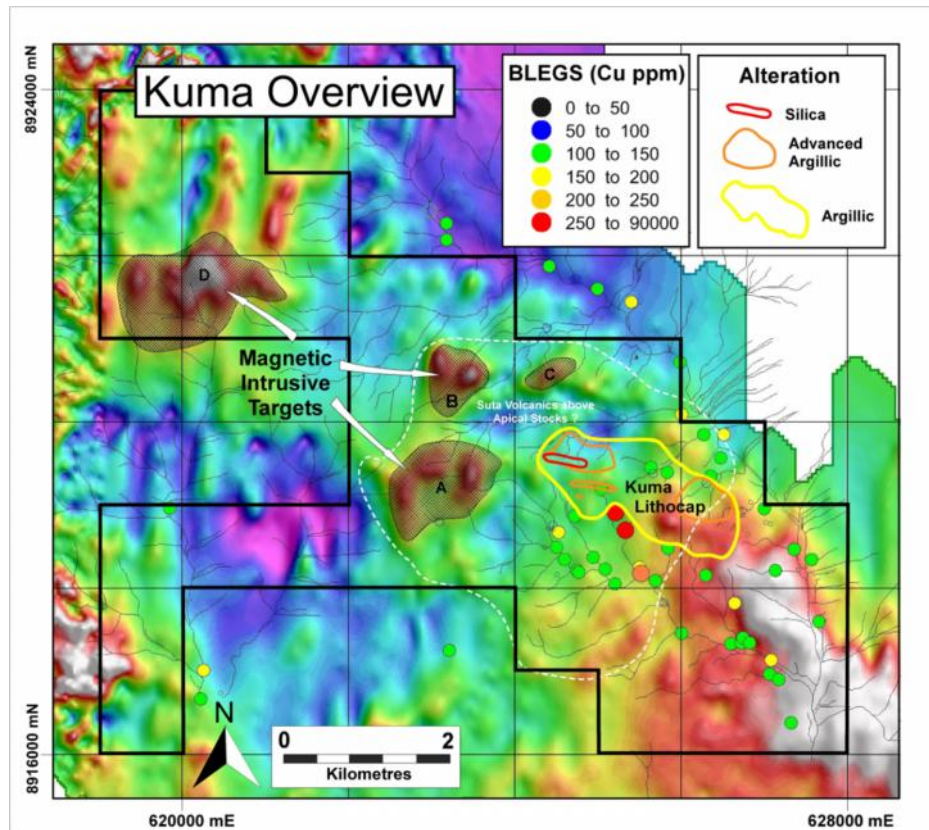 Kuma Overview
BLEGS (Cu ppm)
0 to 50
50 to 100
100 to 150
150 to 200
200 to 250
250 to 90000
Alteration
Silica
Advanced
Argillic
Argillic
8924000 mN
D
Magnetic
Intrusive
Targets
B
C
Suta Volcanics above
Apical Stocks ?
A
Kuma
Lithocap
8916000 mN
N
0
2
Kilometres
620000 mE
628000 mE